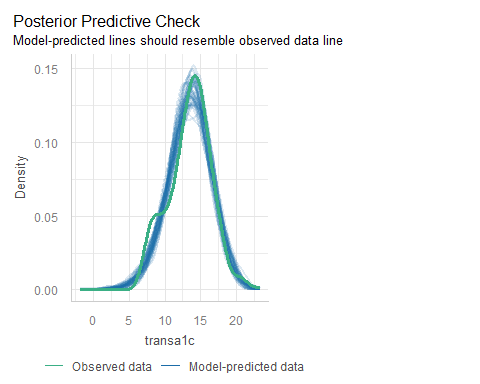 Posterior Predictive Check
Model-predicted lines should resemble observed data line
0.15
0.10
0.05
0.00
Density
0
5
10
15
20
transa1c
Observed data
Model-predicted data